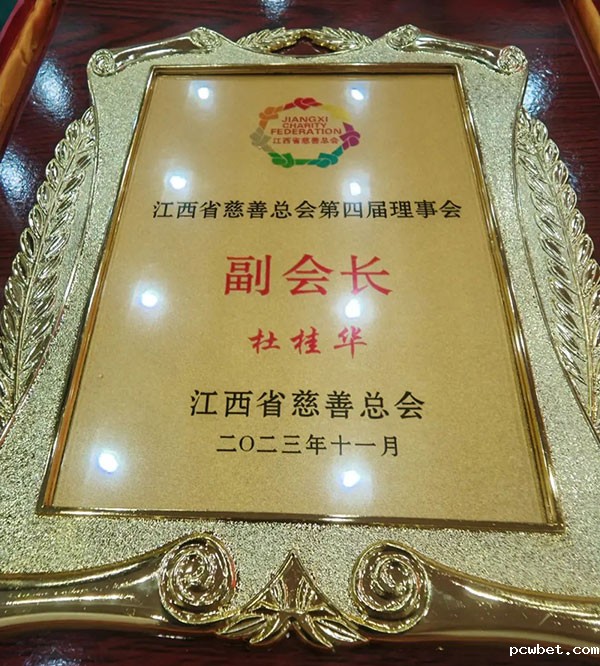 JIANGXI
CHARITY
FEDERATION
江西省慈善总会
江西省慈善总会第四届理事会
副会长
杜桂华
江西省慈善总会
二〇二三年十一月
pcwbet.com